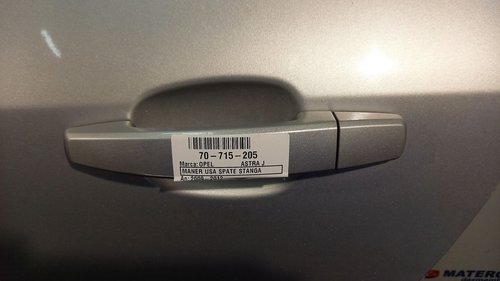 70-715-205
Marca: OPEL ASTRA J
MANER USA SPATE STANGA
MATERO